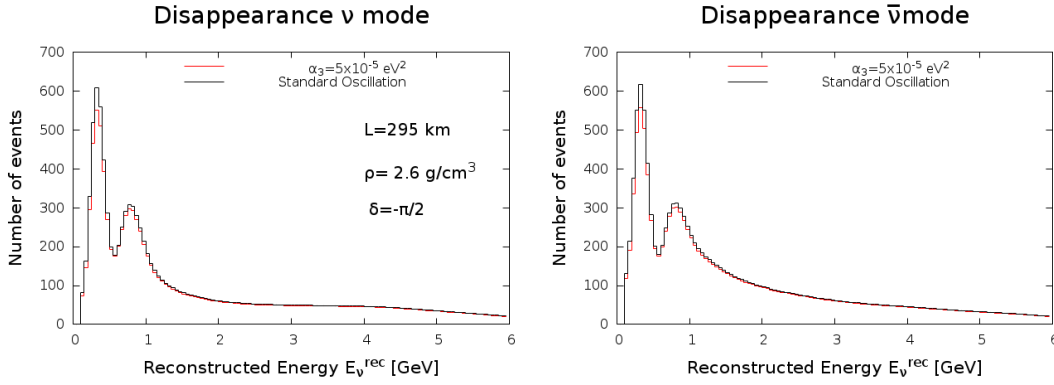 Disappearance ν mode
700
600
500
400
300
200
100
0
Number of events
α₃=5x10⁻⁵ eV²
Standard Oscillation
L=295 km
ρ= 2.6 g/cm³
δ=-π/2
0 1 2 3 4 5 6
Reconstructed Energy Eᵥʳᵉᶜ [GeV]
Disappearance ν̅mode
700
600
500
400
300
200
100
0
Number of events
α₃=5x10⁻⁵ eV²
Standard Oscillation
0 1 2 3 4 5 6
Reconstructed Energy Eᵥʳᵉᶜ [GeV]